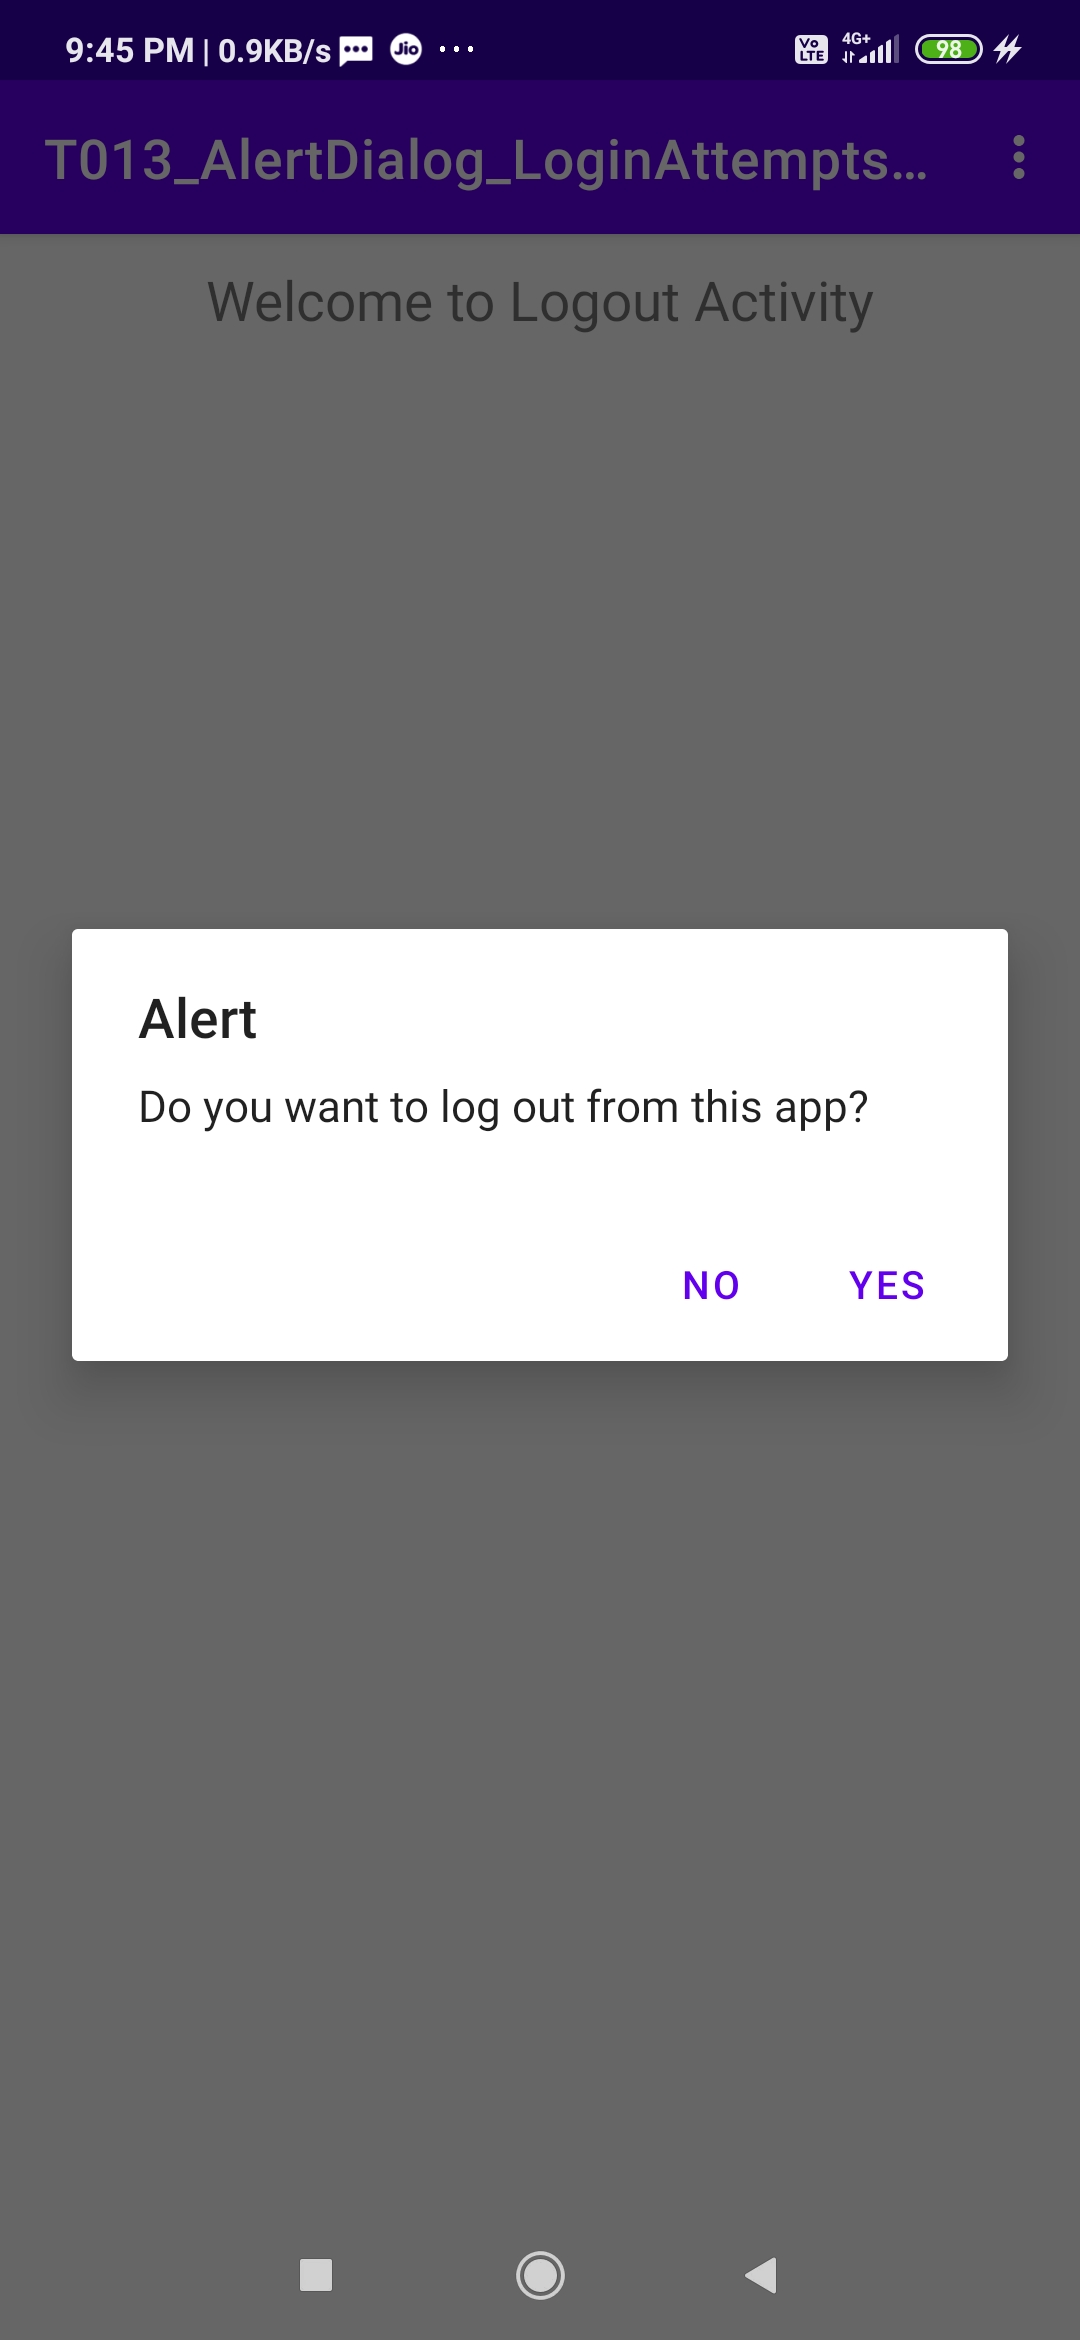 9:45 PM | 0.9KB/s Jio ... Vo LTE 4G+ 98
T013_AlertDialog_LoginAttempts...
Welcome to Logout Activity
Alert
Do you want to log out from this app?
NO YES